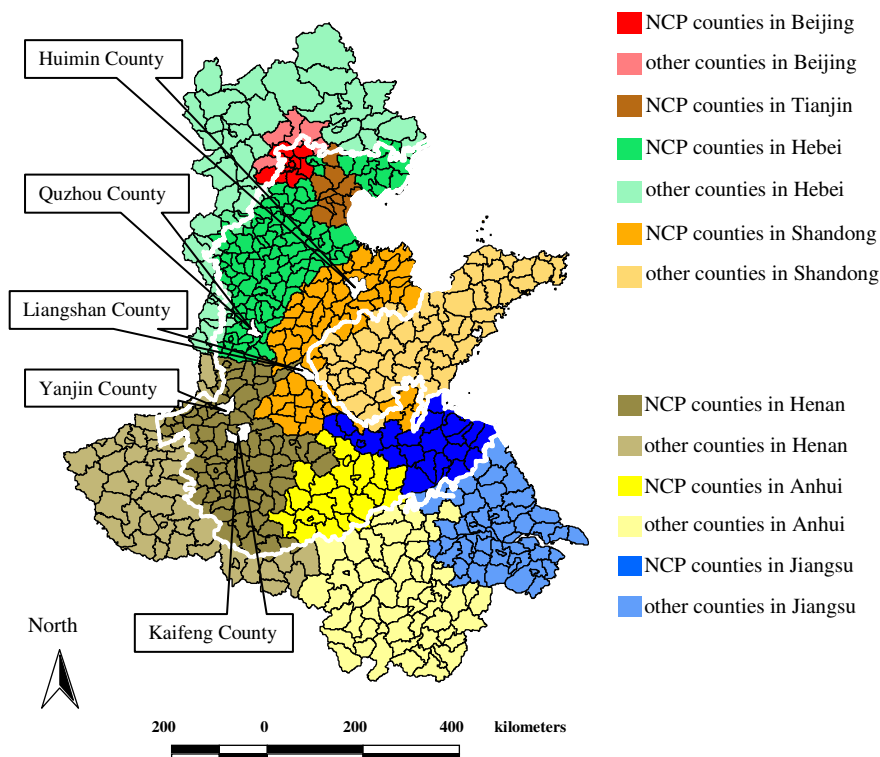 Huimin County
Quzhou County
Liangshan County
Yanjin County
Kaifeng County
North
200 0 200 400 kilometers
NCP counties in Beijing
other counties in Beijing
NCP counties in Tianjin
NCP counties in Hebei
other counties in Hebei
NCP counties in Shandong
other counties in Shandong
NCP counties in Henan
other counties in Henan
NCP counties in Anhui
other counties in Anhui
NCP counties in Jiangsu
other counties in Jiangsu